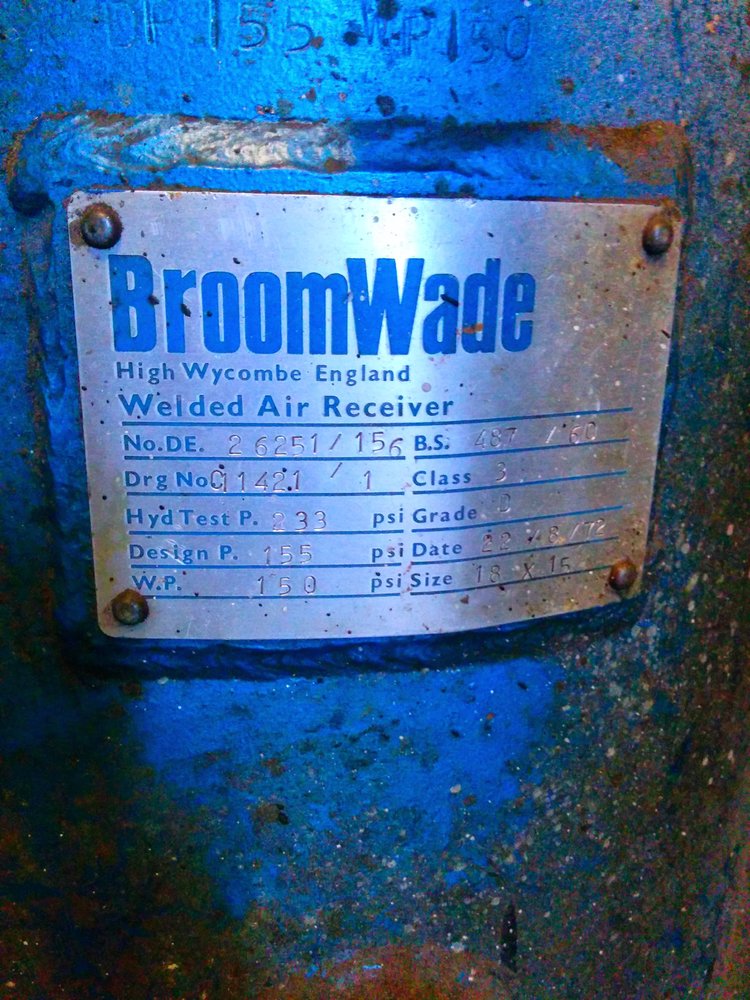 DP 155 WP 150
BroomWade
High Wycombe England
Welded Air Receiver
No.DE. 26251/156 B.S. 487 / 60
Drg No. C11421 / 1 Class 3
Hyd Test P. 233 psi Grade D
Design P. 155 psi Date 22/8/72
W.P. 150 psi Size 18 X 15